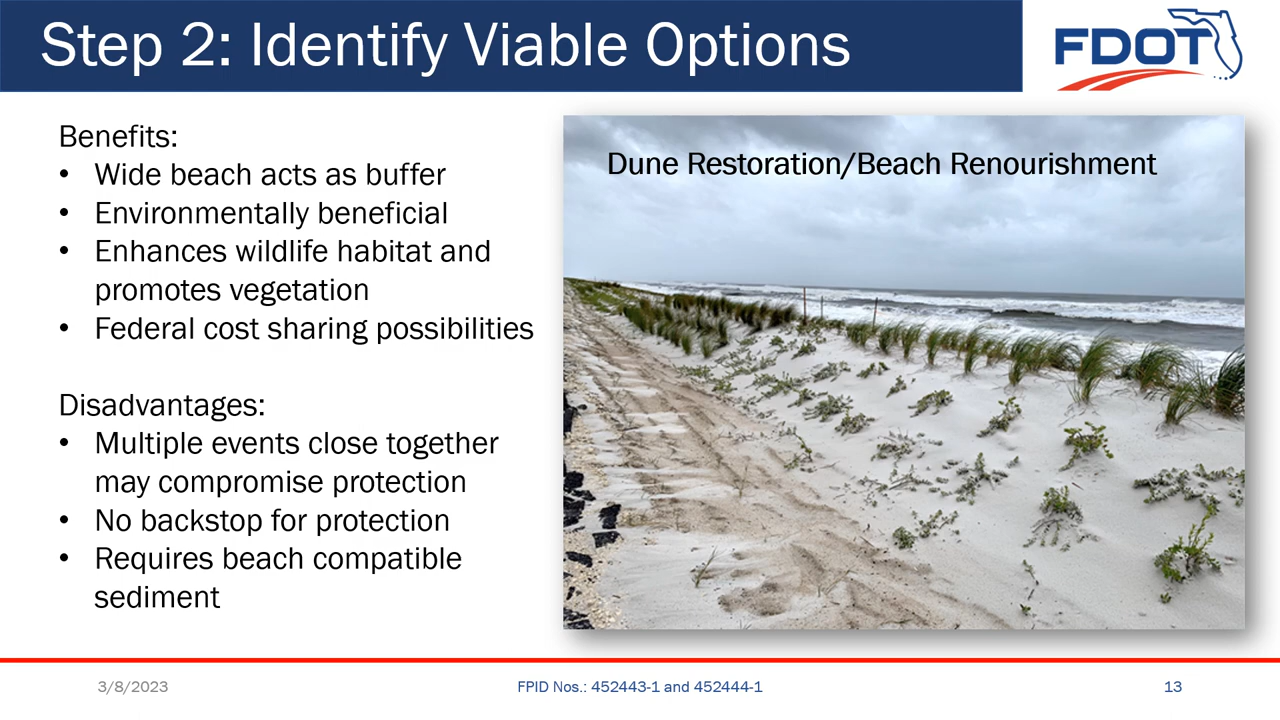 Step 2: Identify Viable Options
FDOT
Benefits:
• Wide beach acts as buffer
• Environmentally beneficial
• Enhances wildlife habitat and
promotes vegetation
• Federal cost sharing possibilities
Disadvantages:
• Multiple events close together
may compromise protection
• No backstop for protection
• Requires beach compatible
sediment
Dune Restoration/Beach Renourishment
3/8/2023
FPID Nos.: 452443-1 and 452444-1
13